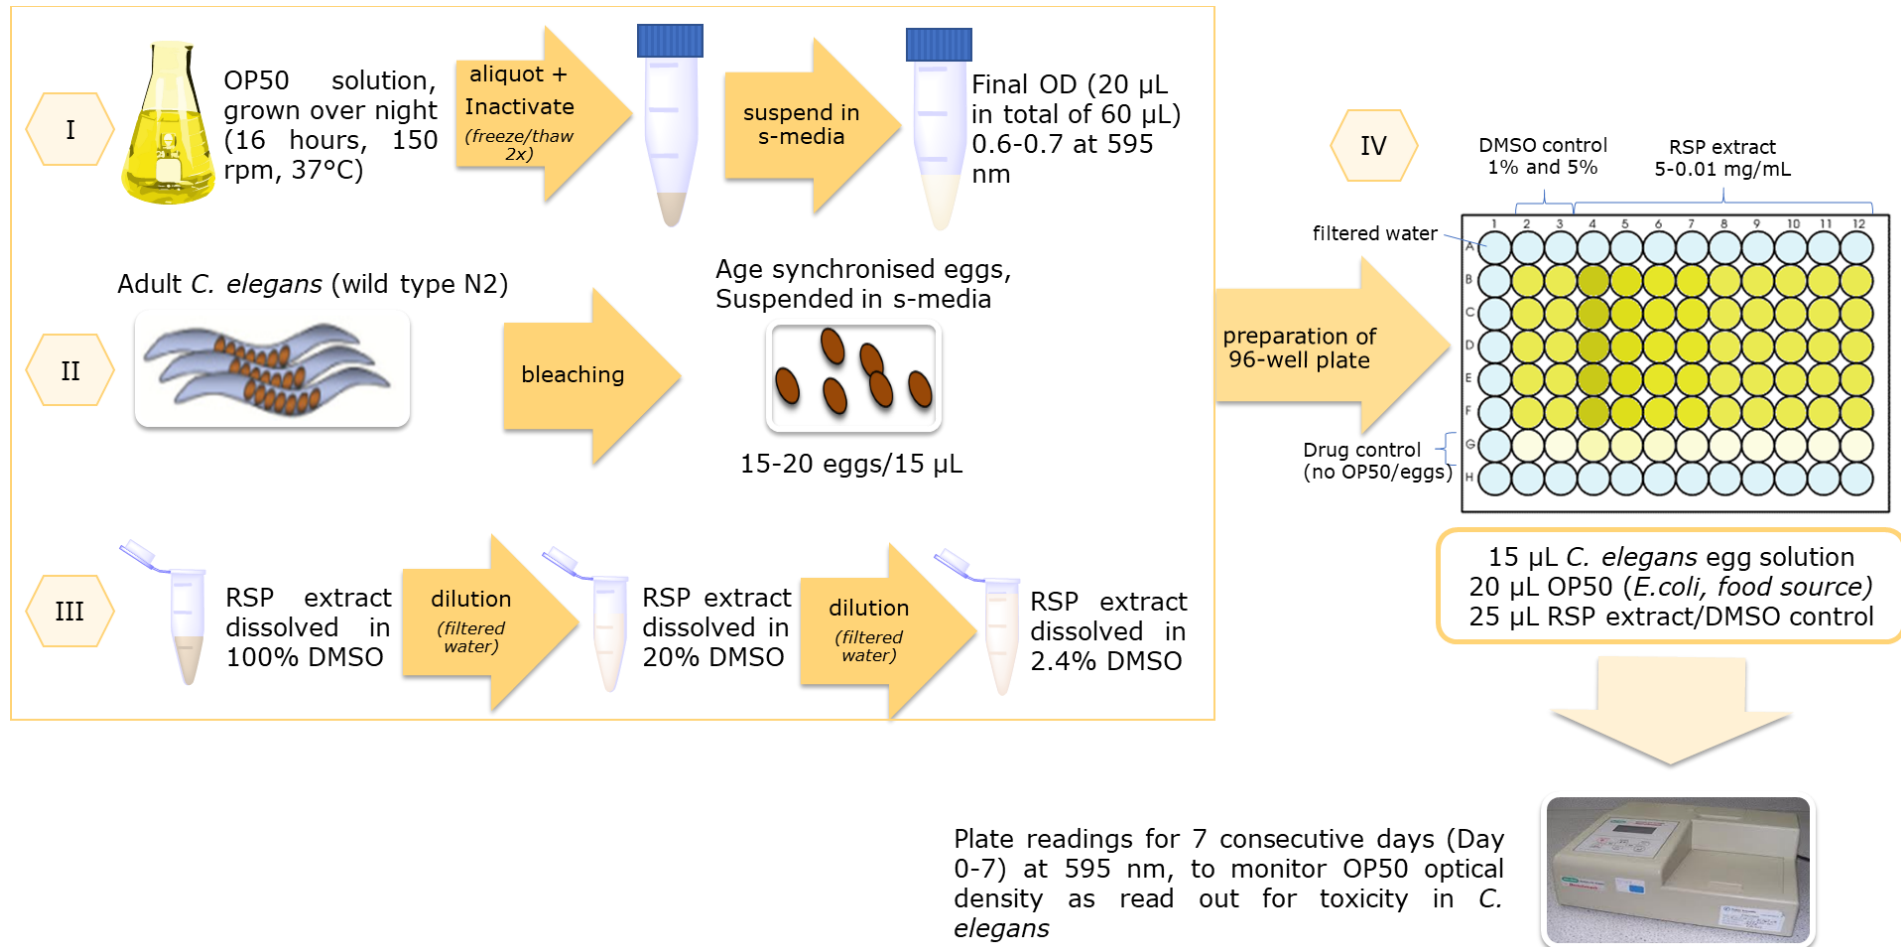 I
OP50 solution,
grown over night
(16 hours, 150
rpm, 37°C)
aliquot +
Inactivate
(freeze/thaw
2x)
suspend in
s-media
Final OD (20 µL
in total of 60 µL)
0.6-0.7 at 595
nm
II
Adult C. elegans (wild type N2)
bleaching
Age synchronised eggs,
Suspended in s-media
15-20 eggs/15 µL
III
RSP extract
dissolved in
100% DMSO
dilution
(filtered
water)
RSP extract
dissolved in
20% DMSO
dilution
(filtered
water)
RSP extract
dissolved in
2.4% DMSO
preparation of
96-well plate
IV
DMSO control
1% and 5%
RSP extract
5-0.01 mg/mL
filtered water
1 2 3 4 5 6 7 8 9 10 11 12
A
B
C
D
E
F
G
H
Drug control
(no OP50/eggs)
15 µL C. elegans egg solution
20 µL OP50 (E.coli, food source)
25 µL RSP extract/DMSO control
Plate readings for 7 consecutive days (Day
0-7) at 595 nm, to monitor OP50 optical
density as read out for toxicity in C.
elegans